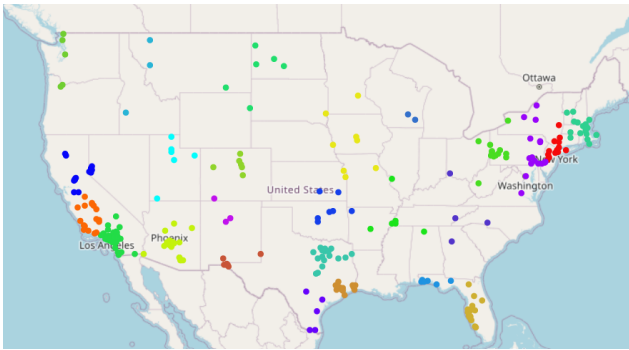 Ottawa
New York
United States
Washington
Phoenix
Los Angeles